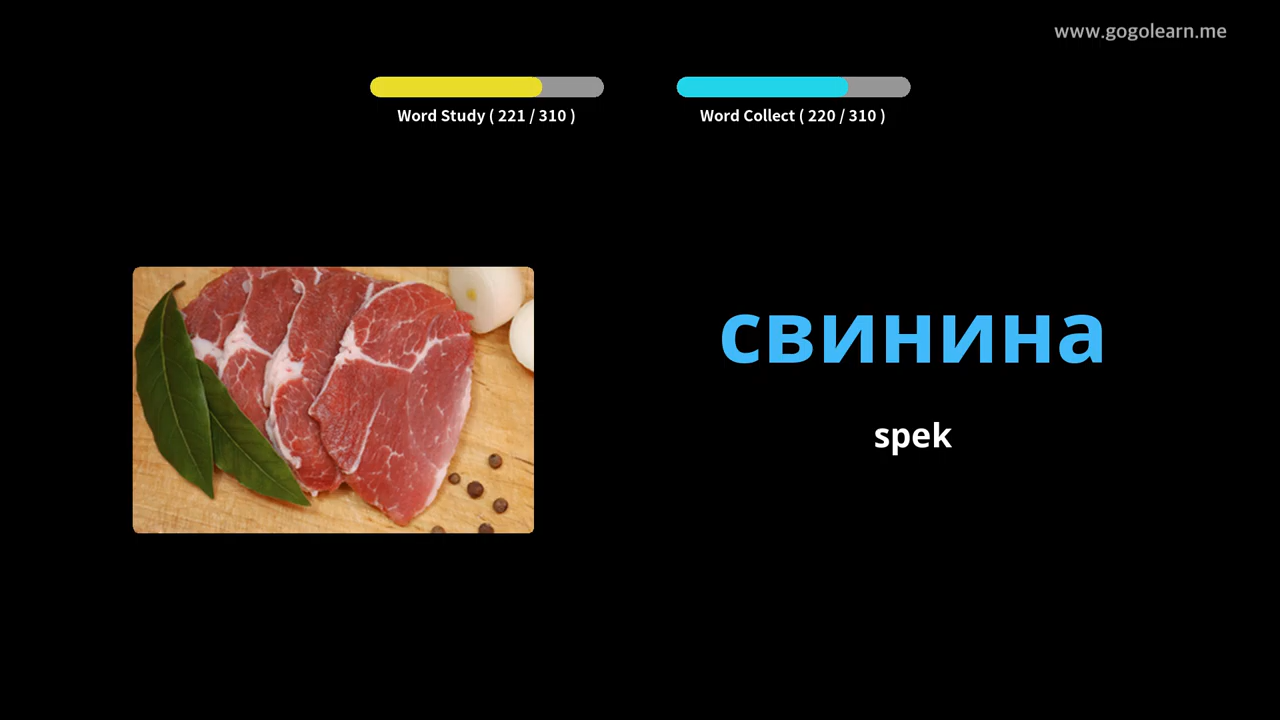 www.gogolearn.me
Word Study ( 221 / 310 )
Word Collect ( 220 / 310 )
свинина
spek